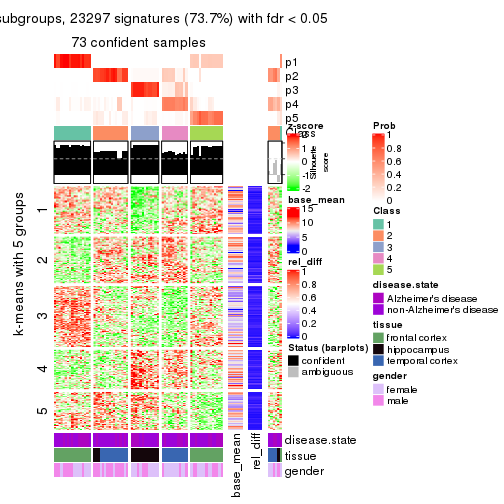 subgroups, 23297 signatures (73.7%) with fdr < 0.05
73 confident samples
p1
p2
p3
p4
p5
Class
k-means with 5 groups
1
2
3
4
5
base_mean
rel_diff
disease.state
tissue
gender
z-score
2
-2
Silhouette
score
base_mean
15
10
5
0
rel_diff
1
0.8
0.6
0.4
0.2
0
Status (barplots)
confident
ambiguous
Prob
1
0.8
0.6
0.4
0.2
0
Class
1
2
3
4
5
disease.state
Alzheimer's disease
non-Alzheimer's disease
tissue
frontal cortex
hippocampus
temporal cortex
gender
female
male